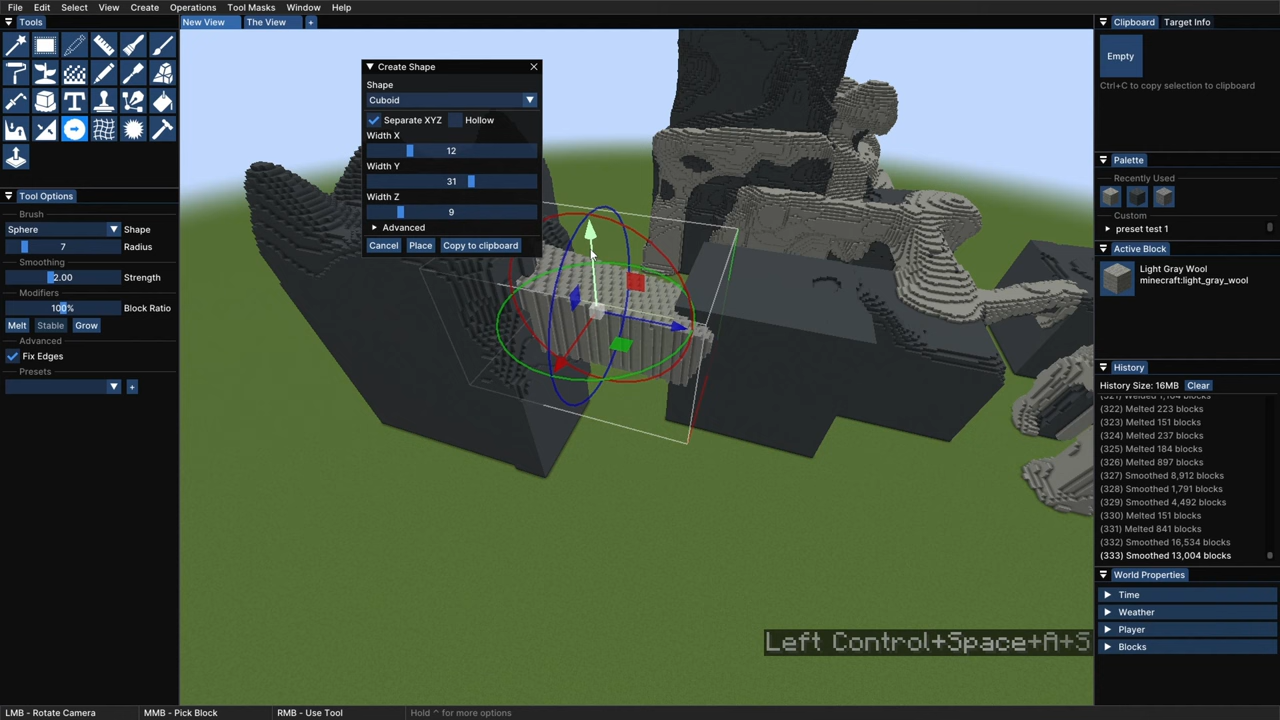 File Edit Select View Create Operations Tool Masks Window Help
Tools
New View The View +
Clipboard Target Info
Empty
Ctrl+C to copy selection to clipboard
Create Shape
Shape
Cuboid
Separate XYZ Hollow
Width X
12
Width Y
31
Width Z
9
Advanced
Cancel Place Copy to clipboard
Tool Options
Brush
Sphere Shape
7 Radius
Smoothing
2.00 Strength
Modifiers
100% Block Ratio
Melt Stable Grow
Advanced
Fix Edges
Presets
+
Palette
Recently Used
Custom
preset test 1
Active Block
Light Gray Wool
minecraft:light_gray_wool
History
History Size: 16MB Clear
(322) Melted 223 blocks
(323) Melted 151 blocks
(324) Melted 237 blocks
(325) Melted 184 blocks
(326) Melted 897 blocks
(327) Smoothed 8,912 blocks
(328) Smoothed 1,791 blocks
(329) Smoothed 4,492 blocks
(330) Melted 151 blocks
(331) Melted 841 blocks
(332) Smoothed 16,534 blocks
(333) Smoothed 13,004 blocks
World Properties
Time
Weather
Player
Blocks
Left Control+Space+A+S
LMB - Rotate Camera MMB - Pick Block RMB - Use Tool Hold ^ for more options